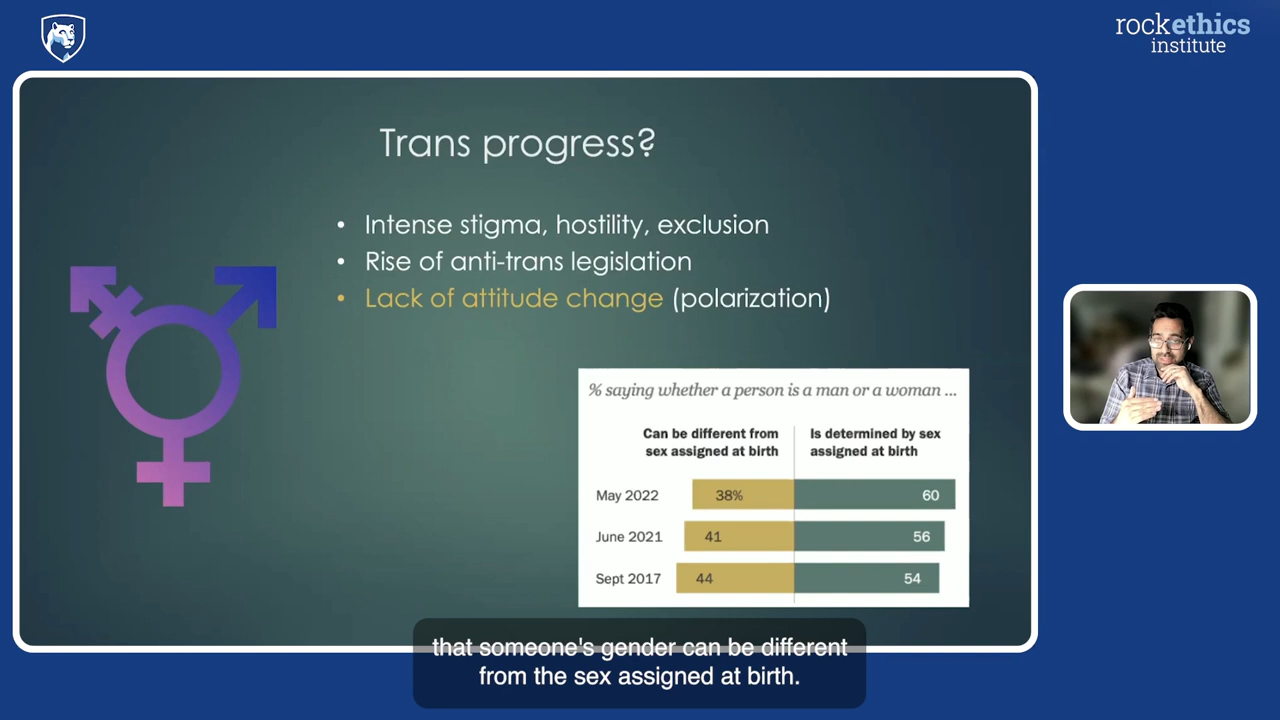 rockethics
institute
Trans progress?
• Intense stigma, hostility, exclusion
• Rise of anti-trans legislation
• Lack of attitude change (polarization)
% saying whether a person is a man or a woman ...
Can be different from
sex assigned at birth
Is determined by sex
assigned at birth
May 2022 38% 60
June 2021 41 56
Sept 2017 44 54
that someone's gender can be different
from the sex assigned at birth.